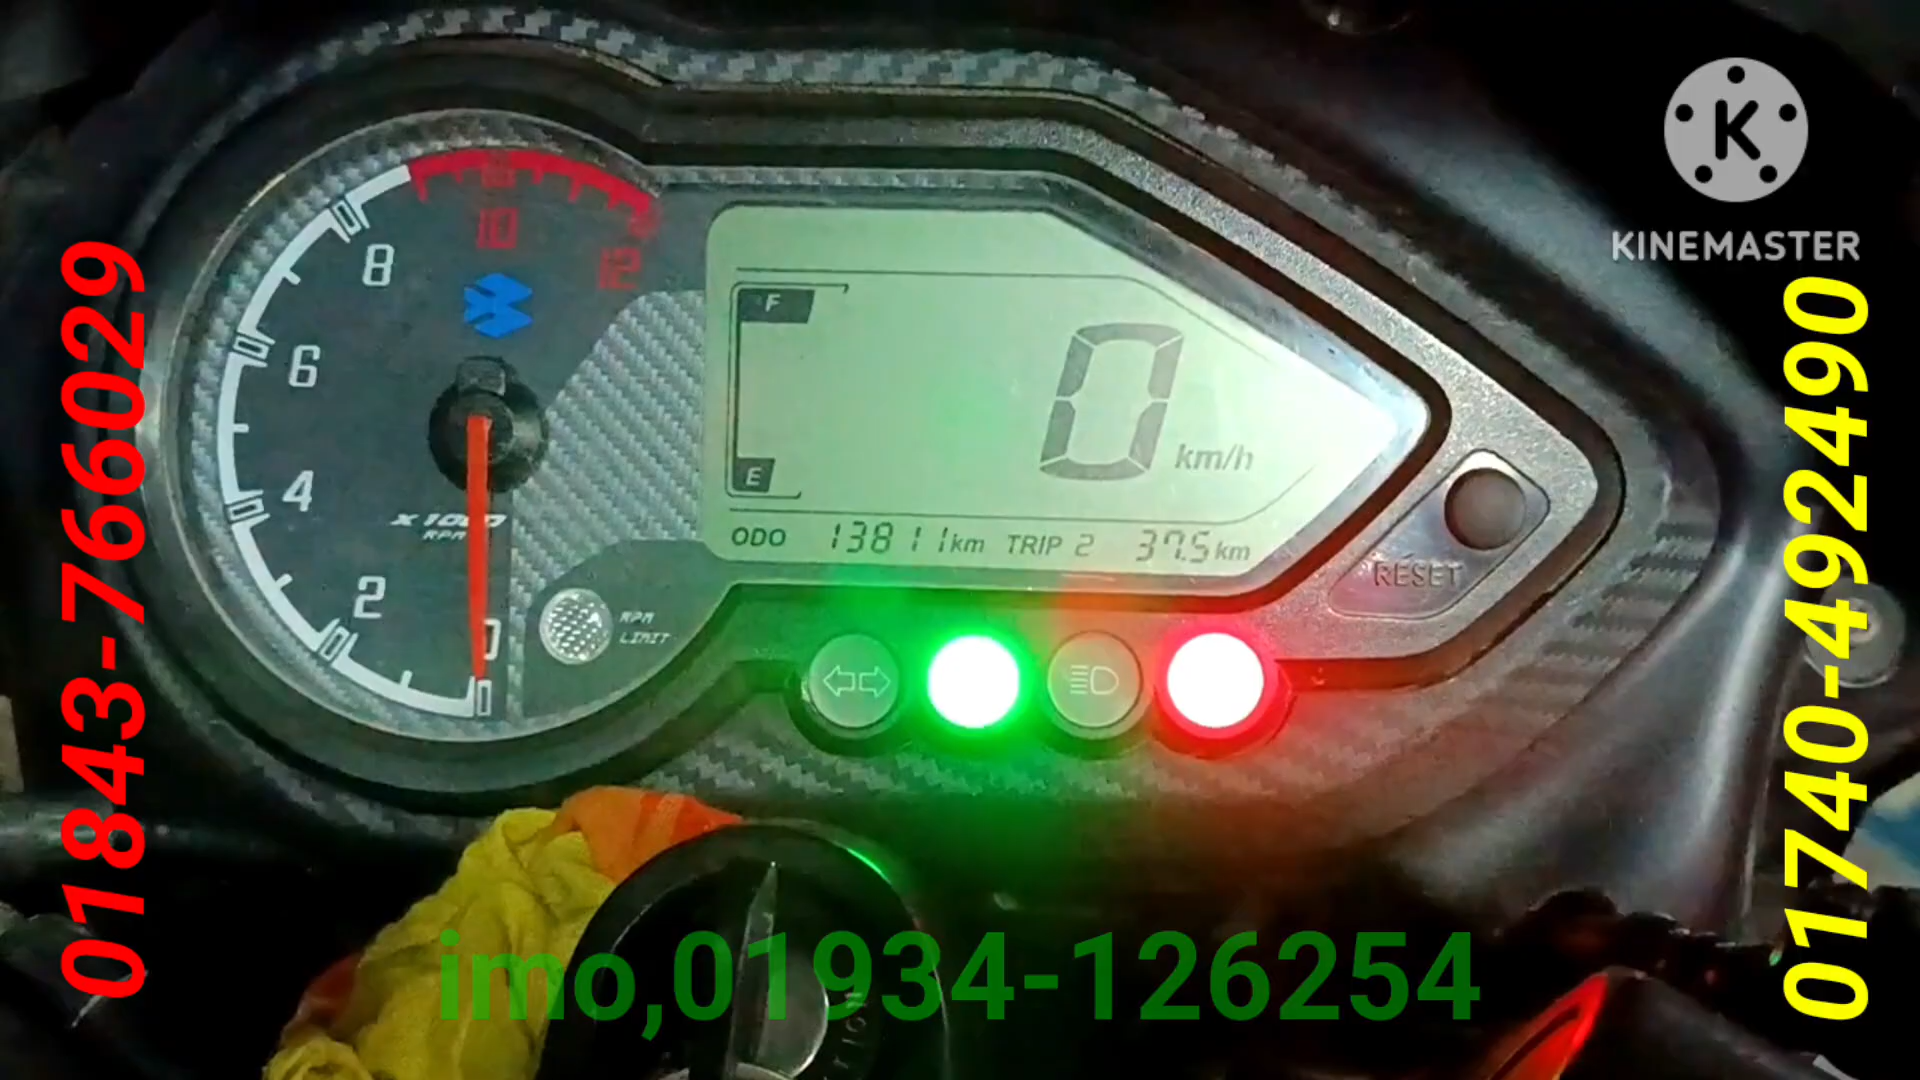 KINEMASTER
01843-766029
01740-492490
8
10
12
6
4
2
0
x1000
RPM
RPM
LIMIT
F
E
0
km/h
ODO 13811km TRIP 2 37.5km
RESET
imo,01934-126254